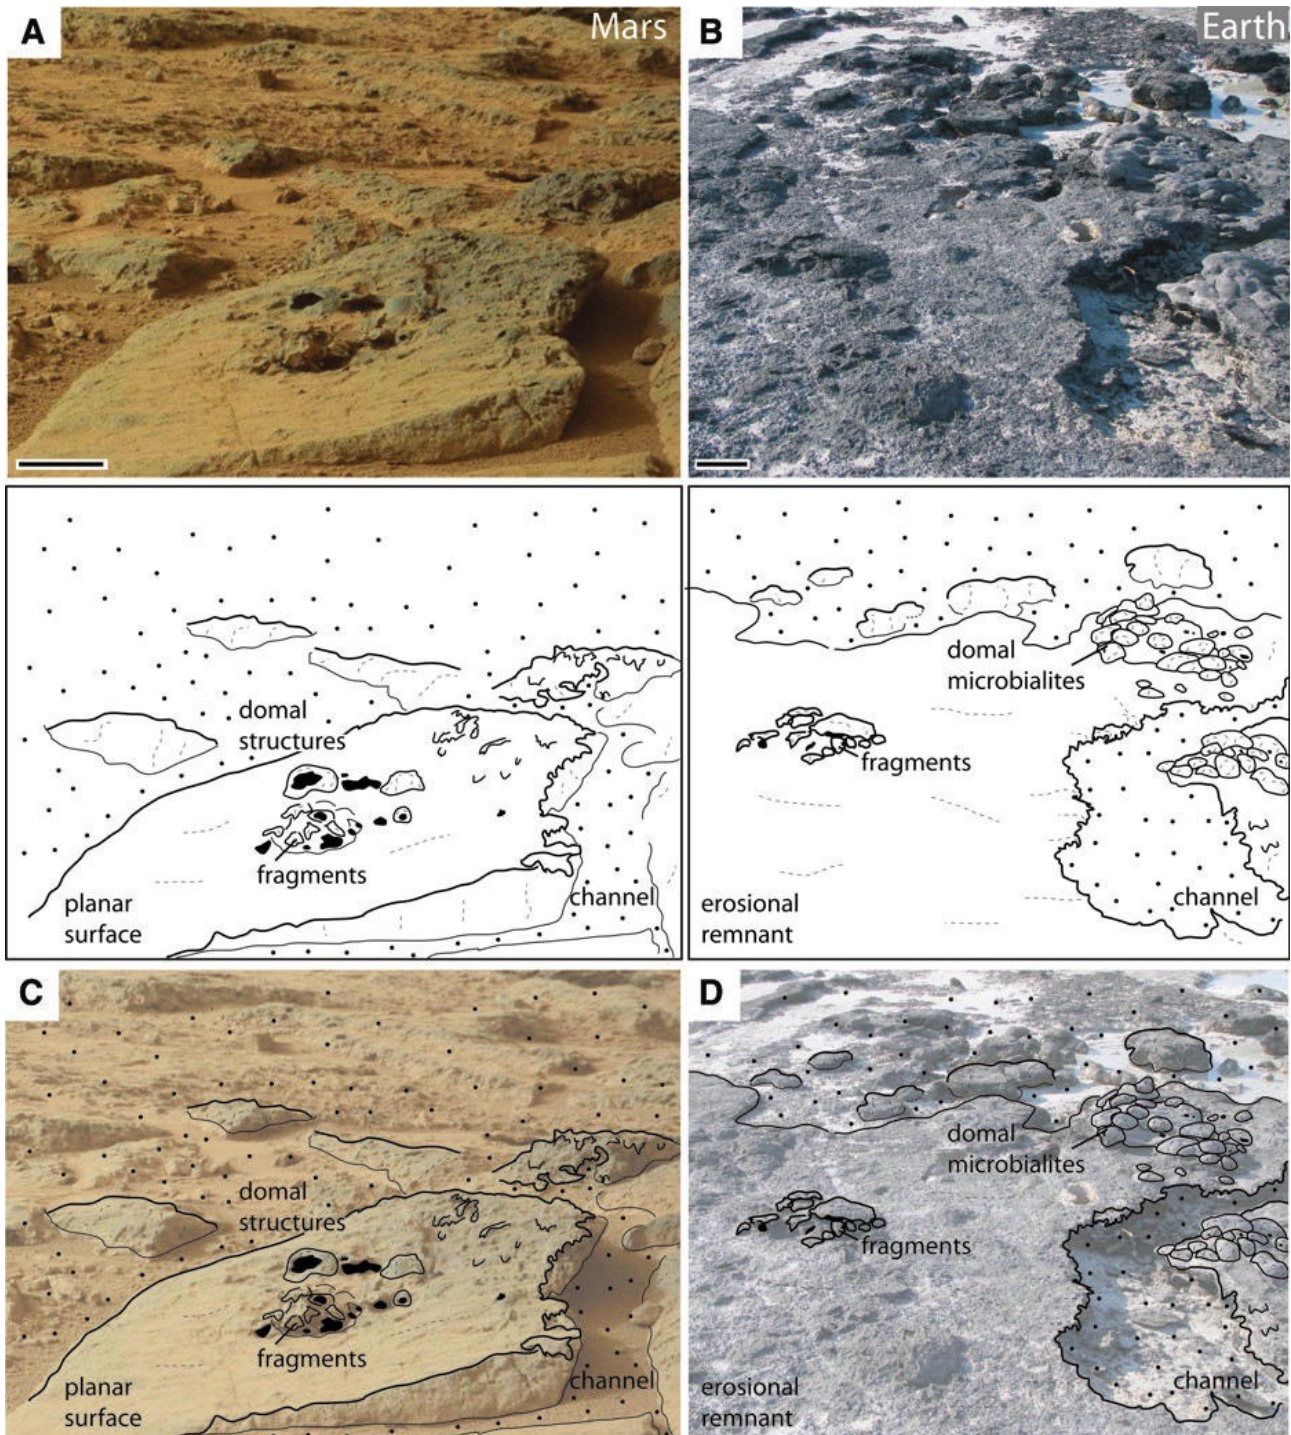 A
Mars
B
Earth
domal
structures
fragments
planar
surface
channel
domal
microbialites
fragments
erosional
remnant
channel
C
domal
structures
fragments
planar
surface
channel
D
domal
microbialites
fragments
erosional
remnant
channel